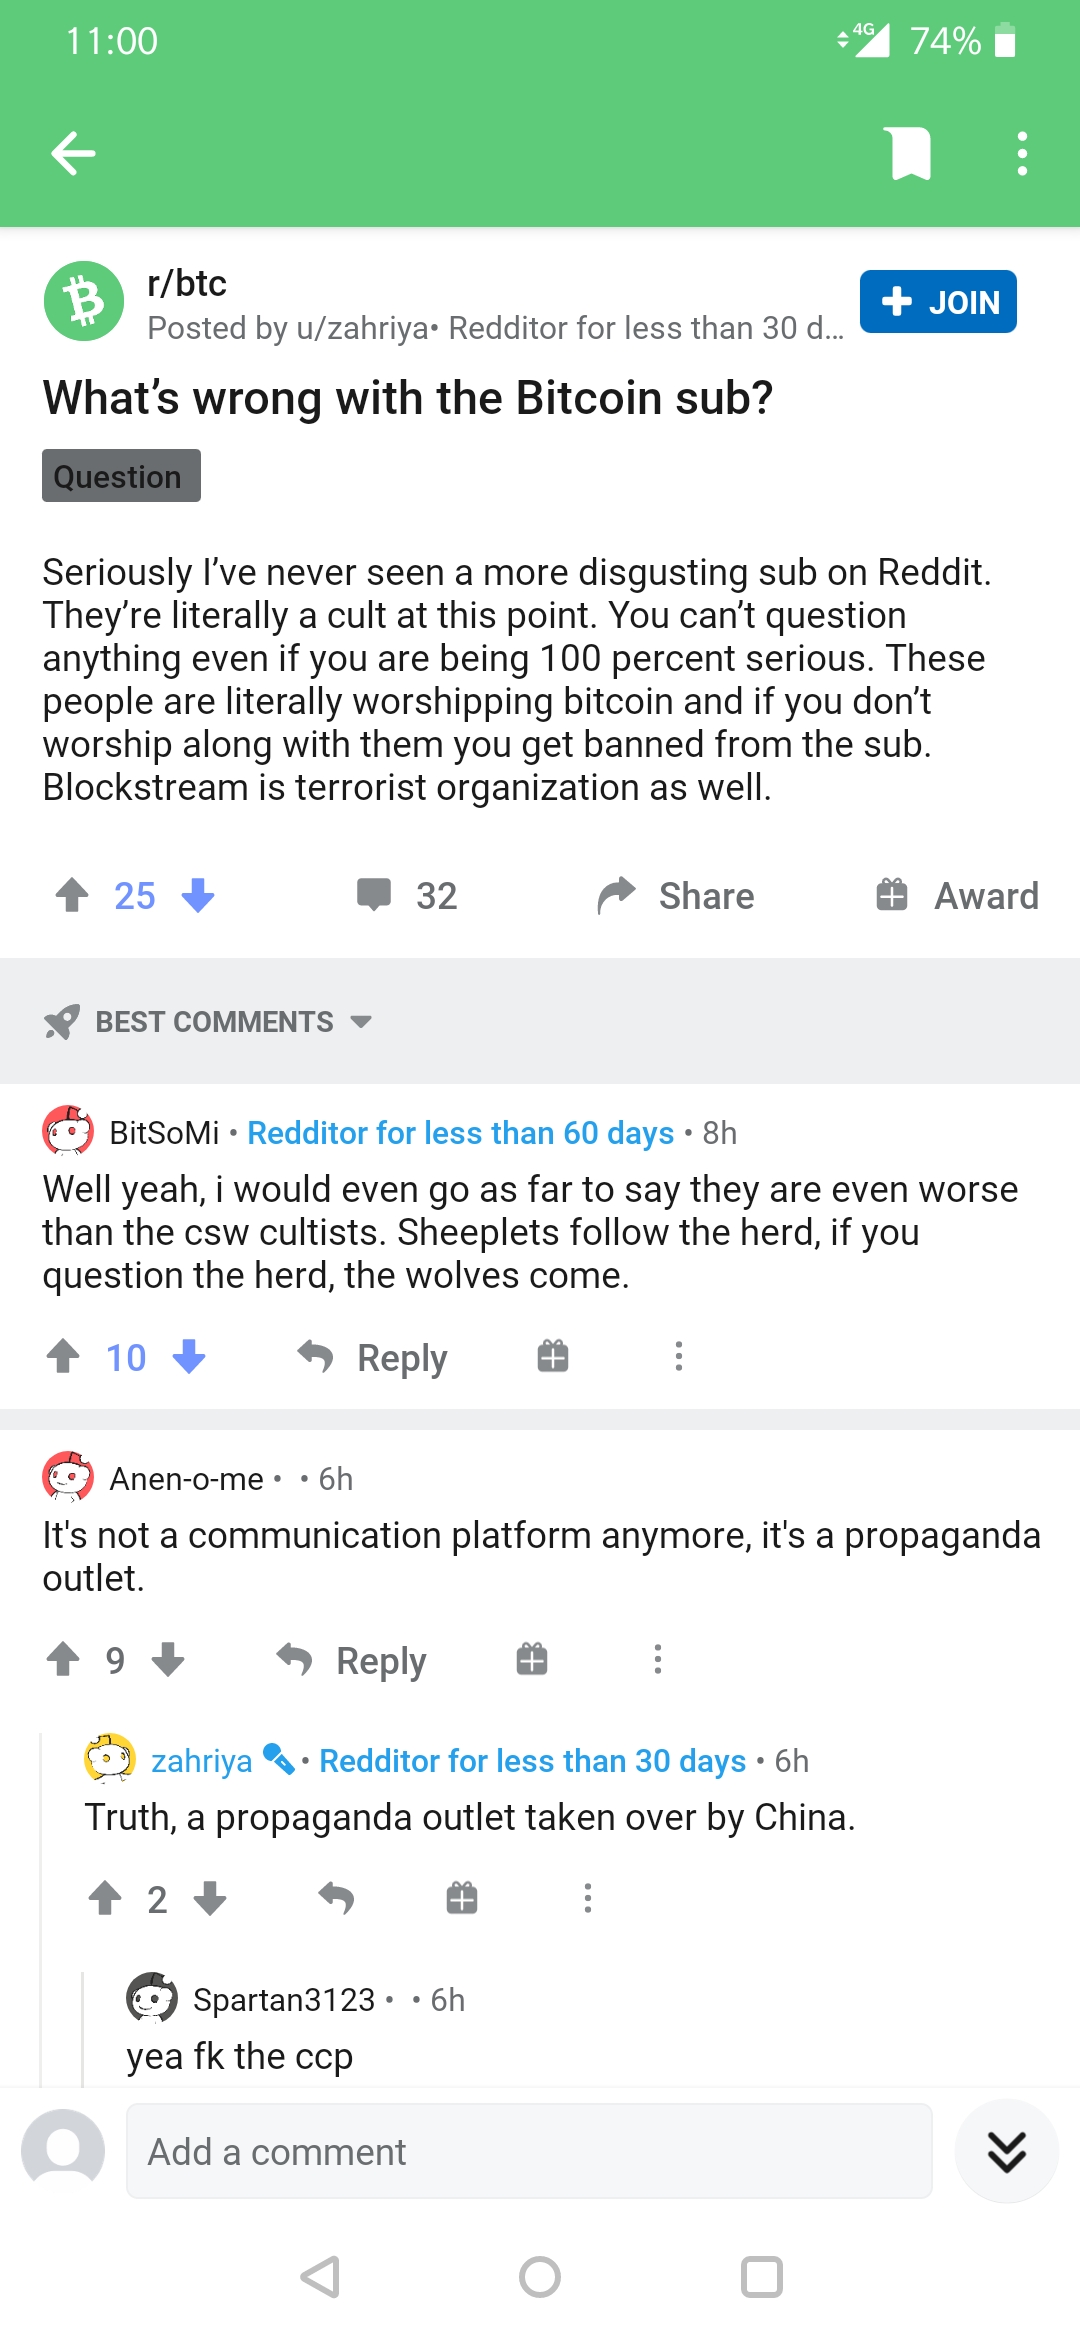 11:00
4G
74%
r/btc
Posted by u/zahriya• Redditor for less than 30 d...
JOIN
What’s wrong with the Bitcoin sub?
Question
Seriously I’ve never seen a more disgusting sub on Reddit.
They’re literally a cult at this point. You can’t question
anything even if you are being 100 percent serious. These
people are literally worshipping bitcoin and if you don’t
worship along with them you get banned from the sub.
Blockstream is terrorist organization as well.
25
32
Share
Award
BEST COMMENTS
BitSoMi • Redditor for less than 60 days • 8h
Well yeah, i would even go as far to say they are even worse
than the csw cultists. Sheeplets follow the herd, if you
question the herd, the wolves come.
10
Reply
Anen-o-me • • 6h
It's not a communication platform anymore, it's a propaganda
outlet.
9
Reply
zahriya • Redditor for less than 30 days • 6h
Truth, a propaganda outlet taken over by China.
2
Spartan3123 • • 6h
yea fk the ccp
Add a comment